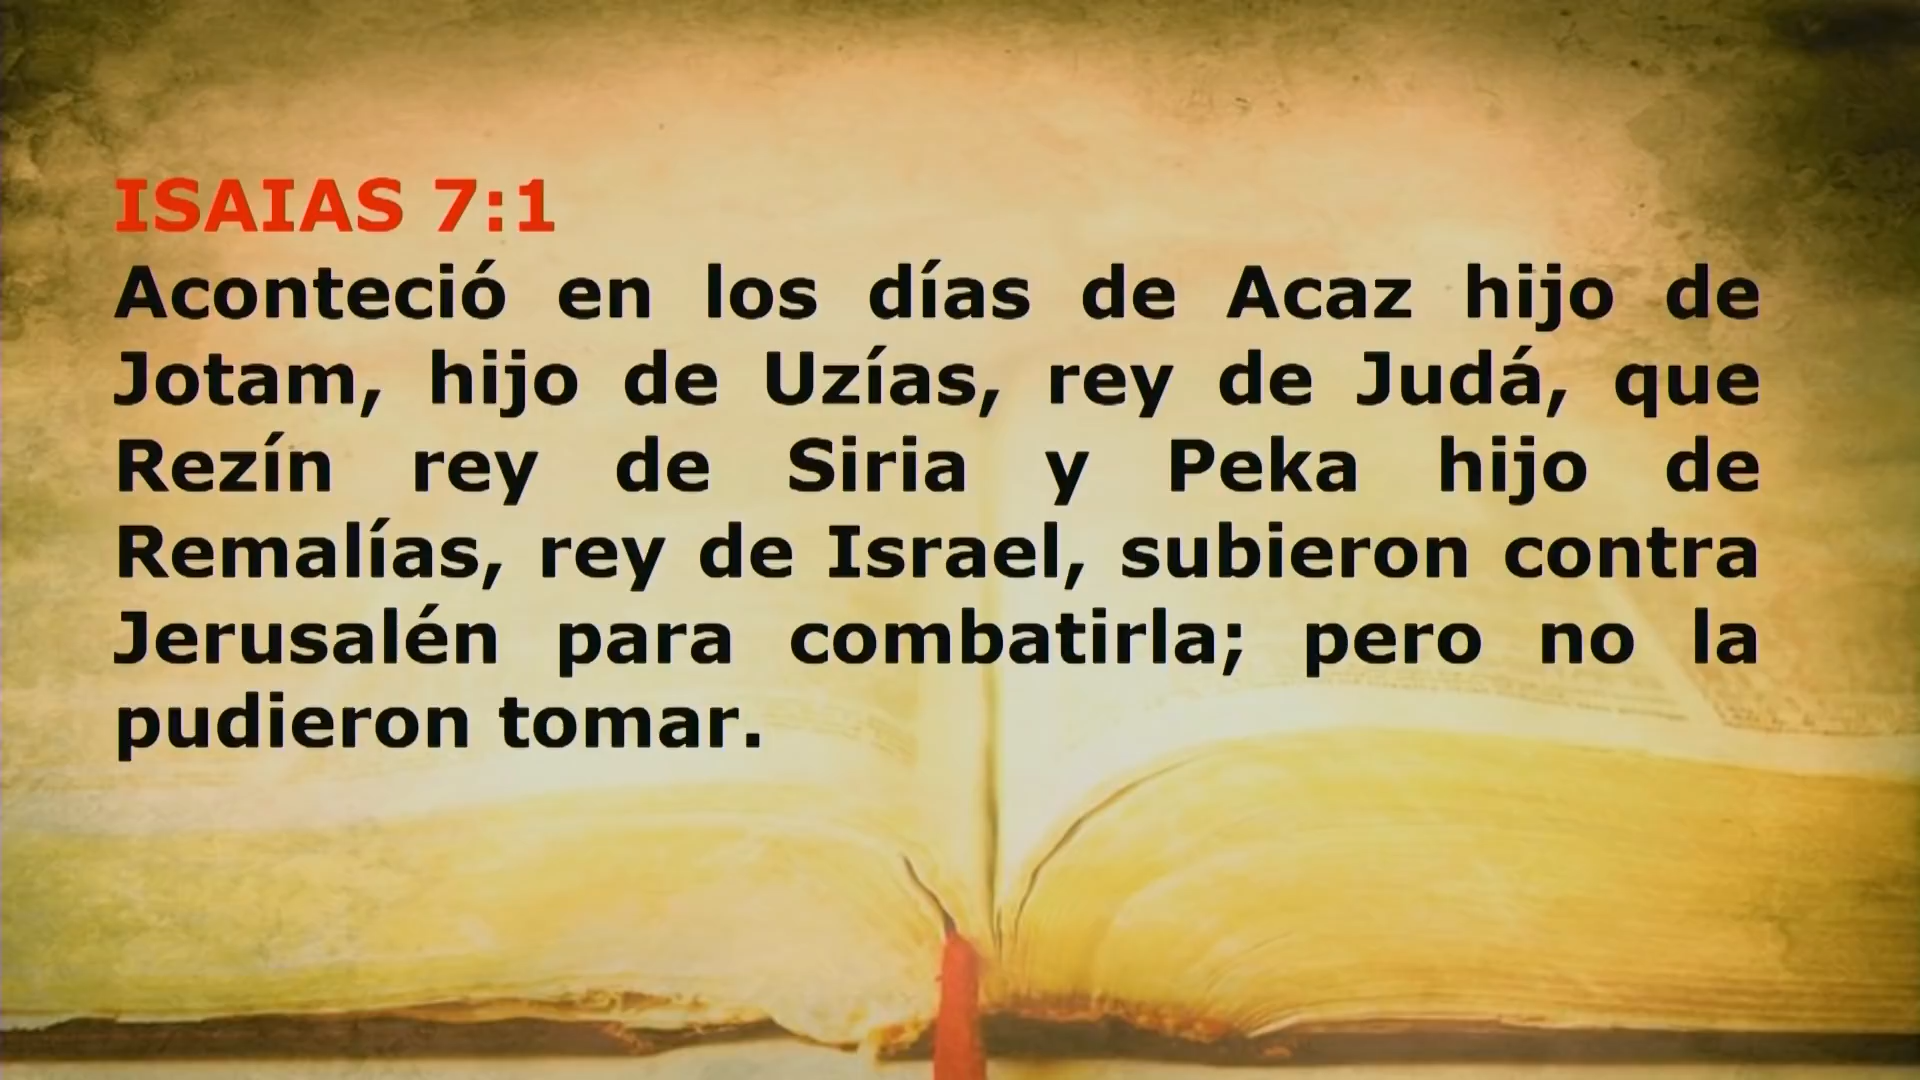 ISAIAS 7:1
Aconteció en los días de Acaz hijo de
Jotam, hijo de Uzías, rey de Judá, que
Rezín rey de Siria y Peka hijo de
Remalías, rey de Israel, subieron contra
Jerusalén para combatirla; pero no la
pudieron tomar.